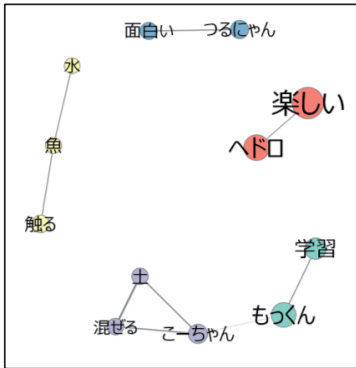 面白い つるにゃん
水
楽しい
魚
ヘドロ
触る
学習
土
もっくん
混ぜる こーちゃん